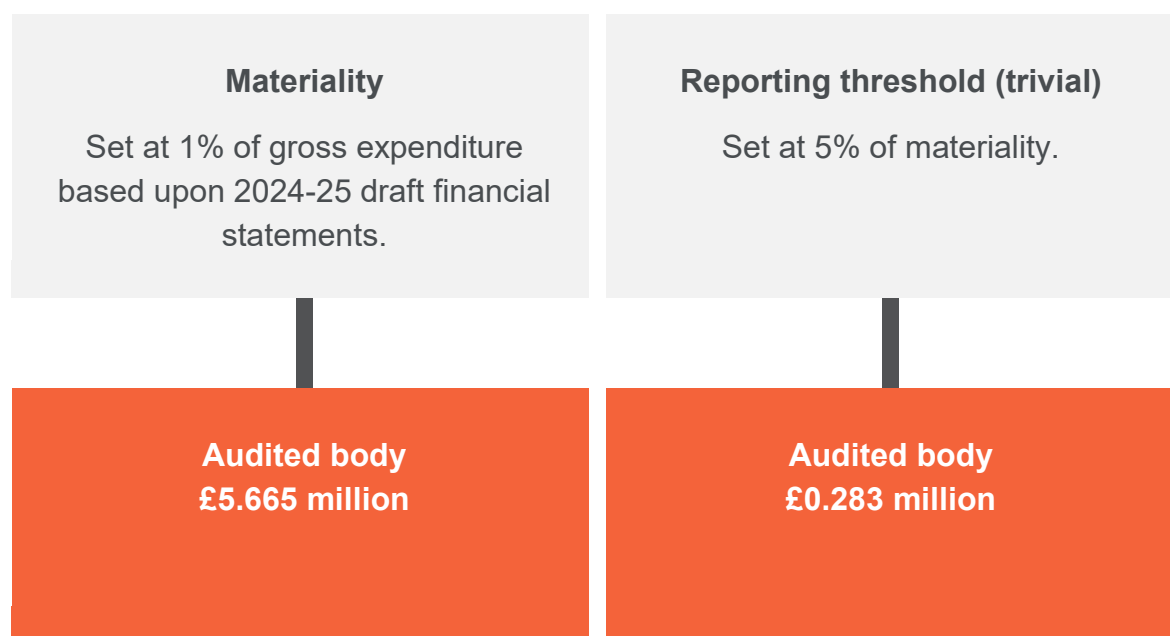 Materiality
Set at 1% of gross expenditure
based upon 2024-25 draft financial
statements.
Audited body
£5.665 million
Reporting threshold (trivial)
Set at 5% of materiality.
Audited body
£0.283 million